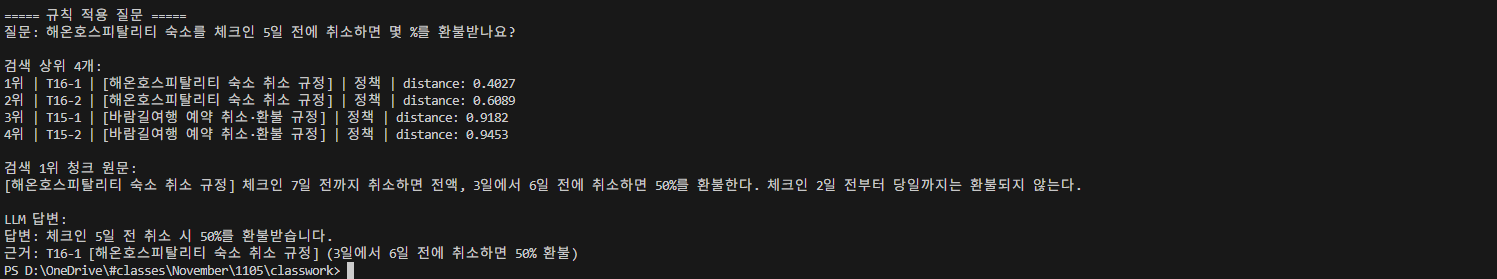 ===== 규칙 적용 질문 =====
질문: 해온호스피탈리티 숙소를 체크인 5일 전에 취소하면 몇 %를 환불받나요?
검색 상위 4개:
1위 | T16-1 | [해온호스피탈리티 숙소 취소 규정] | 정책 | distance: 0.4027
2위 | T16-2 | [해온호스피탈리티 숙소 취소 규정] | 정책 | distance: 0.6089
3위 | T15-1 | [바람길여행 예약 취소·환불 규정] | 정책 | distance: 0.9182
4위 | T15-2 | [바람길여행 예약 취소·환불 규정] | 정책 | distance: 0.9453
검색 1위 청크 원문:
[해온호스피탈리티 숙소 취소 규정] 체크인 7일 전까지 취소하면 전액, 3일에서 6일 전에 취소하면 50%를 환불한다. 체크인 2일 전부터 당일까지는 환불되지 않는다.
LLM 답변:
답변: 체크인 5일 전 취소 시 50%를 환불받습니다.
근거: T16-1 [해온호스피탈리티 숙소 취소 규정] (3일에서 6일 전에 취소하면 50% 환불)
PS D:\OneDrive\#classes\November\1105\classwork>